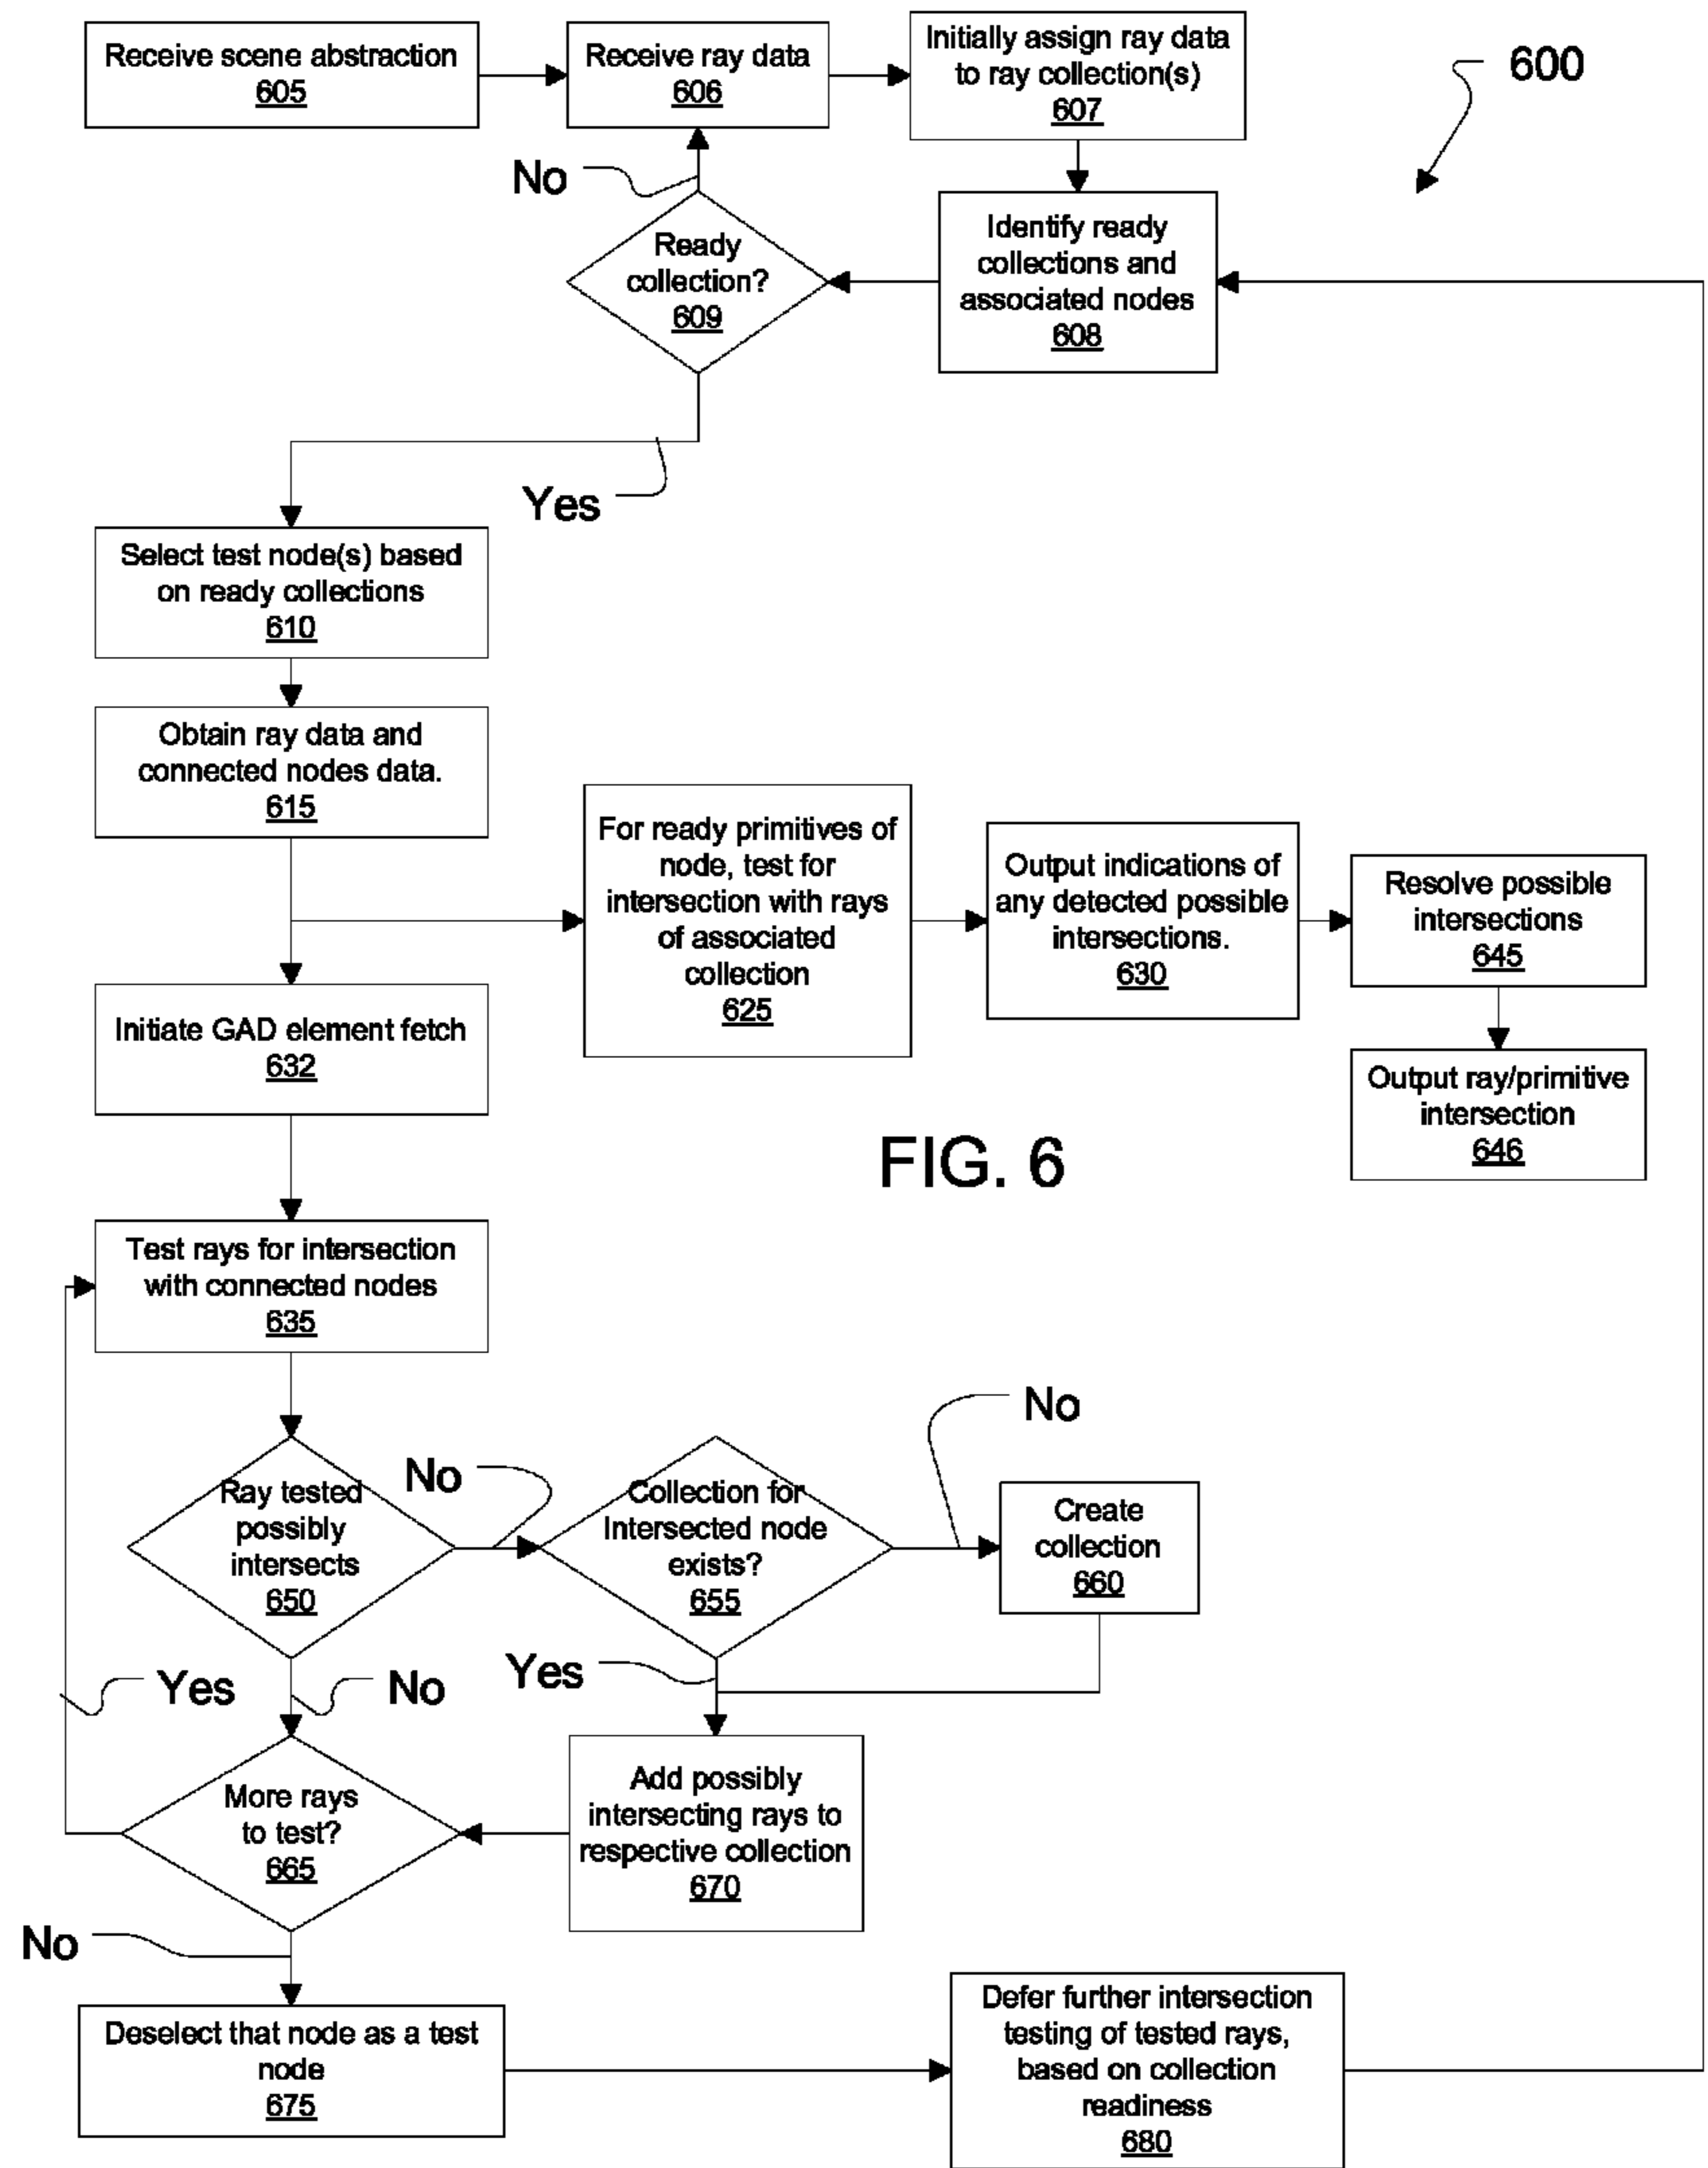 Receive scene abstraction
605
Receive ray data
606
Initially assign ray data
to ray collection(s)
607
600
No
Ready
collection?
609
Identify ready
collections and
associated nodes
608
Yes
Select test node(s) based
on ready collections
610
Obtain ray data and
connected nodes data.
615
For ready primitives of
node, test for
intersection with rays
of associated
collection
625
Output indications of
any detected possible
intersections.
630
Resolve possible
intersections
645
Initiate GAD element fetch
632
Output ray/primitive
intersection
646
FIG. 6
Test rays for intersection
with connected nodes
635
Ray tested
possibly
intersects
650
No
Collection for
Intersected node
exists?
655
No
Create
collection
660
Yes
No
Yes
More rays
to test?
665
Add possibly
intersecting rays to
respective collection
670
No
Deselect that node as a test
node
675
Defer further intersection
testing of tested rays,
based on collection
readiness
680